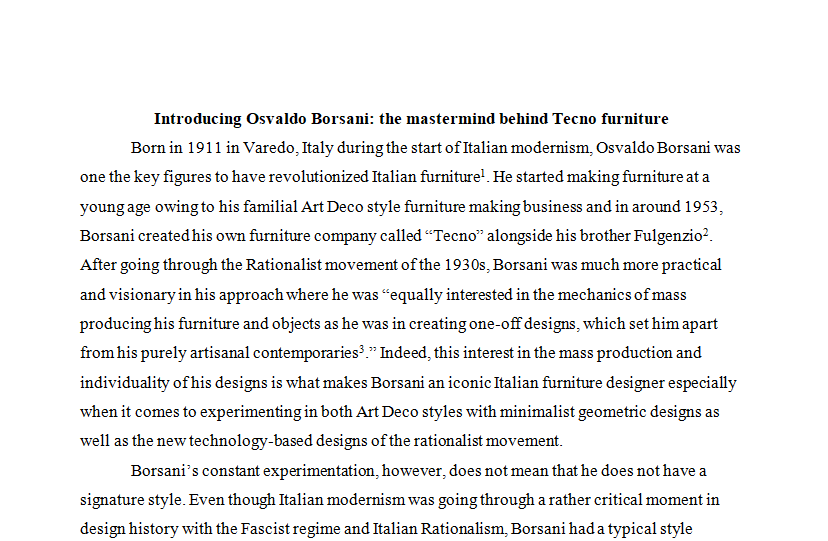 Introducing Osvaldo Borsani: the mastermind behind Tecno furniture
Born in 1911 in Varedo, Italy during the start of Italian modernism, Osvaldo Borsani was
one the key figures to have revolutionized Italian furniture¹. He started making furniture at a
young age owing to his familial Art Deco style furniture making business and in around 1953,
Borsani created his own furniture company called “Tecno” alongside his brother Fulgenzio².
After going through the Rationalist movement of the 1930s, Borsani was much more practical
and visionary in his approach where he was “equally interested in the mechanics of mass
producing his furniture and objects as he was in creating one-off designs, which set him apart
from his purely artisanal contemporaries³.” Indeed, this interest in the mass production and
individuality of his designs is what makes Borsani an iconic Italian furniture designer especially
when it comes to experimenting in both Art Deco styles with minimalist geometric designs as
well as the new technology-based designs of the rationalist movement.
Borsani’s constant experimentation, however, does not mean that he does not have a
signature style. Even though Italian modernism was going through a rather critical moment in
design history with the Fascist regime and Italian Rationalism, Borsani had a typical style